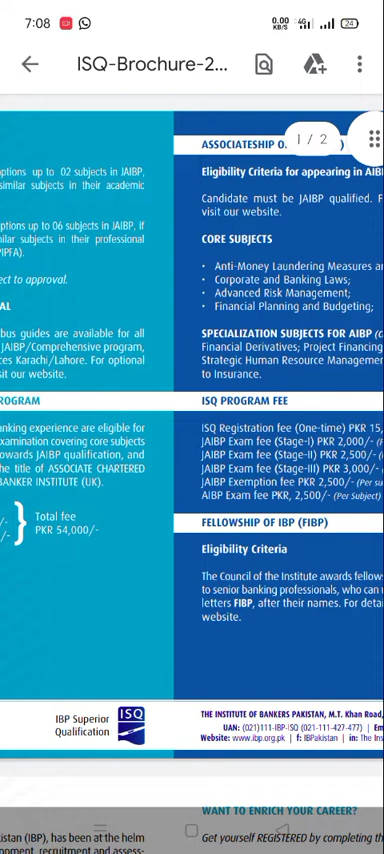 7:08
0.00
KB/S
4G
24
ISQ-Brochure-2...
1 / 2
ptions up to 02 subjects in JAIBP,
similar subjects in their academic
ptions up to 06 subjects in JAIBP, if
milar subjects in their professional
PIPFA).
ect to approval.
AL
bus guides are available for all
JAIBP/Comprehensive program,
ces Karachi/Lahore. For optional
sit our website.
ROGRAM
anking experience are eligible for
examination covering core subjects
towards JAIBP qualification, and
the title of ASSOCIATE CHARTERED
BANKER INSTITUTE (UK).
/-
/-
} Total fee
PKR 54,000/-
ASSOCIATESHIP O
)
Eligibility Criteria for appearing in AIB
Candidate must be JAIBP qualified. F
visit our website.
CORE SUBJECTS
• Anti-Money Laundering Measures a
• Corporate and Banking Laws;
• Advanced Risk Management;
• Financial Planning and Budgeting;
SPECIALIZATION SUBJECTS FOR AIBP (
Financial Derivatives; Project Financing
Strategic Human Resource Managemen
to Insurance.
ISQ PROGRAM FEE
ISQ Registration fee (One-time) PKR 15,
JAIBP Exam fee (Stage-I) PKR 2,000/- (
JAIBP Exam fee (Stage-II) PKR 2,500/- (
JAIBP Exam fee (Stage-III) PKR 3,000/-
JAIBP Exemption fee PKR 2,500/- (Per su
AIBP Exam fee PKR, 2,500/- (Per Subject)
FELLOWSHIP OF IBP (FIBP)
Eligibility Criteria
The Council of the Institute awards fellow
to senior banking professionals, who can
letters FIBP, after their names. For detai
website.
IBP Superior
Qualification
ISQ
THE INSTITUTE OF BANKERS PAKISTAN, M.T. Khan Road,
UAN: (021)111-IBP-ISQ (021-111-427-477) | Em
Website: www.ibp.org.pk | f: IBPakistan | in: The Ins
kistan (IBP), has been at the helm
opment, recruitment and assess-
WANT TO ENRICH YOUR CAREER?
Get yourself REGISTERED by completing th